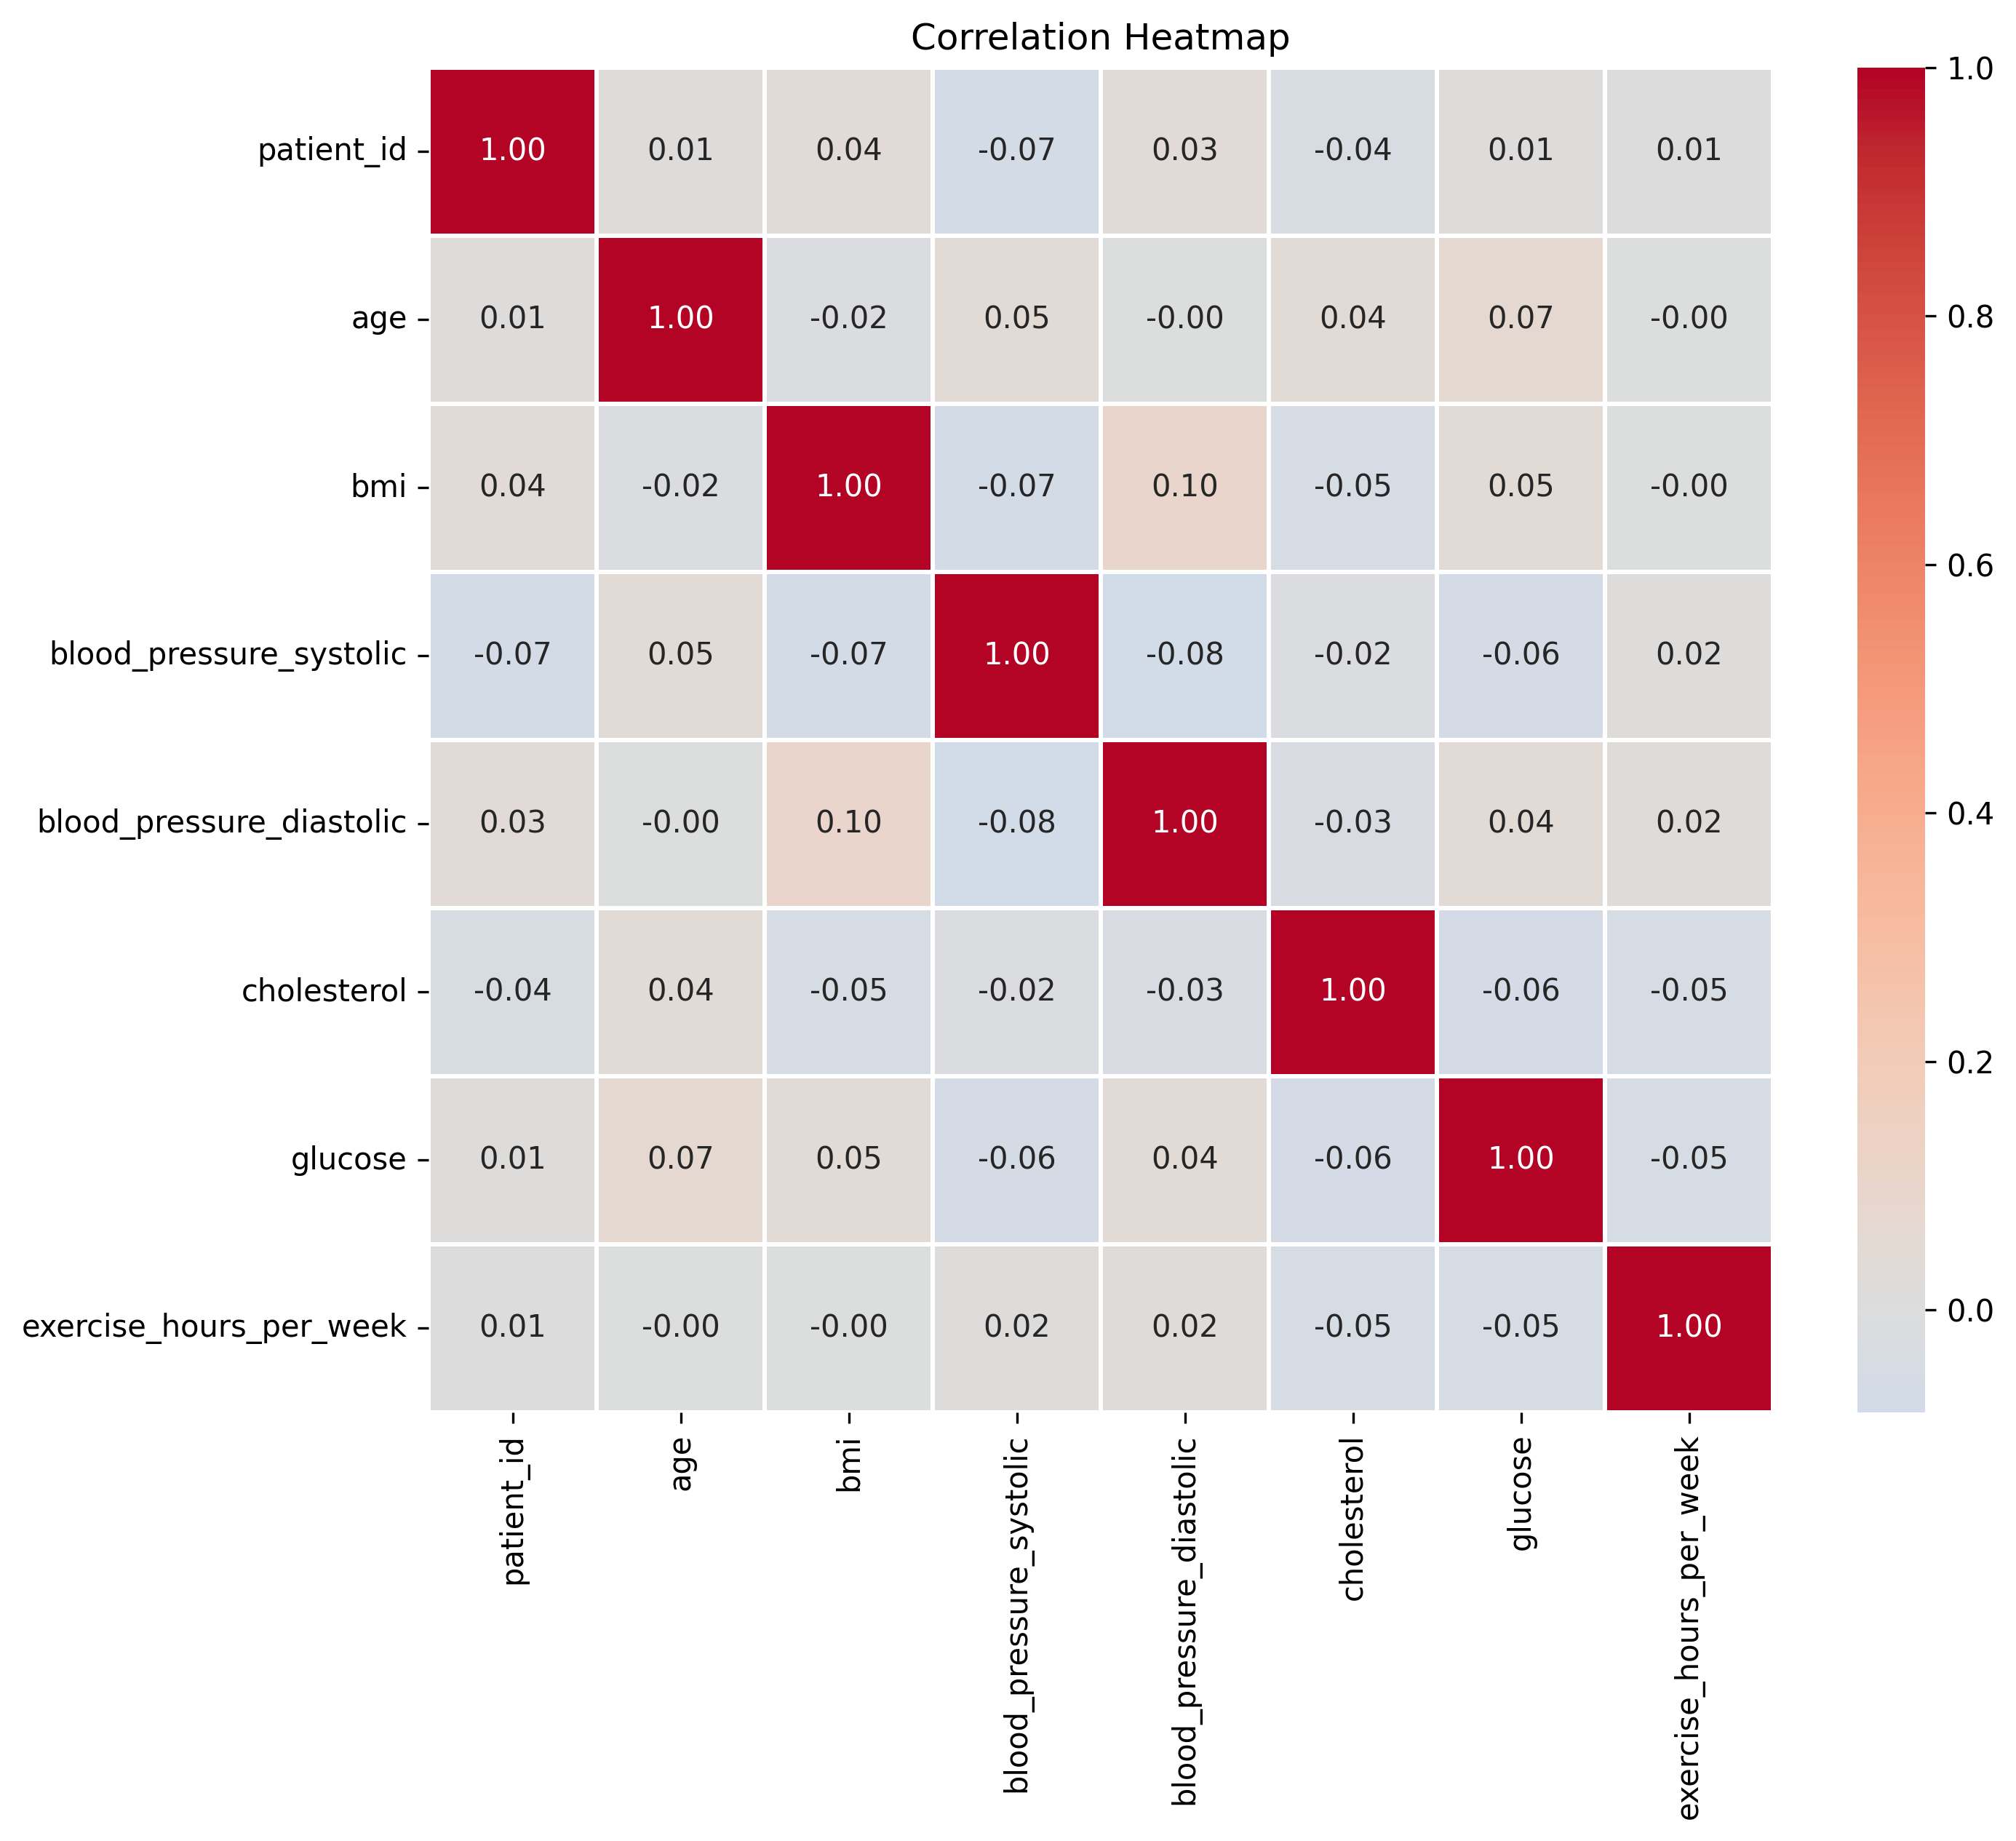 Correlation Heatmap
patient_id 1.00 0.01 0.04 -0.07 0.03 -0.04 0.01 0.01
age 0.01 1.00 -0.02 0.05 -0.00 0.04 0.07 -0.00
bmi 0.04 -0.02 1.00 -0.07 0.10 -0.05 0.05 -0.00
blood_pressure_systolic -0.07 0.05 -0.07 1.00 -0.08 -0.02 -0.06 0.02
blood_pressure_diastolic 0.03 -0.00 0.10 -0.08 1.00 -0.03 0.04 0.02
cholesterol -0.04 0.04 -0.05 -0.02 -0.03 1.00 -0.06 -0.05
glucose 0.01 0.07 0.05 -0.06 0.04 -0.06 1.00 -0.05
exercise_hours_per_week 0.01 -0.00 -0.00 0.02 0.02 -0.05 -0.05 1.00
patient_id
age
bmi
blood_pressure_systolic
blood_pressure_diastolic
cholesterol
glucose
exercise_hours_per_week
1.0
0.8
0.6
0.4
0.2
0.0